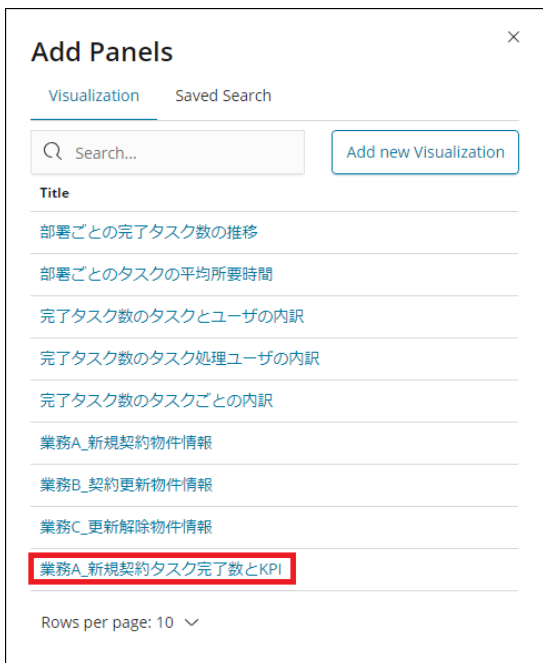 Add Panels
Visualization Saved Search
Search... Add new Visualization
Title
部署ごとの完了タスク数の推移
部署ごとのタスクの平均所要時間
完了タスク数のタスクとユーザの内訳
完了タスク数のタスク処理ユーザの内訳
完了タスク数のタスクごとの内訳
業務A_新規契約物件情報
業務B_契約更新物件情報
業務C_更新解除物件情報
業務A_新規契約タスク完了数とKPI
Rows per page: 10